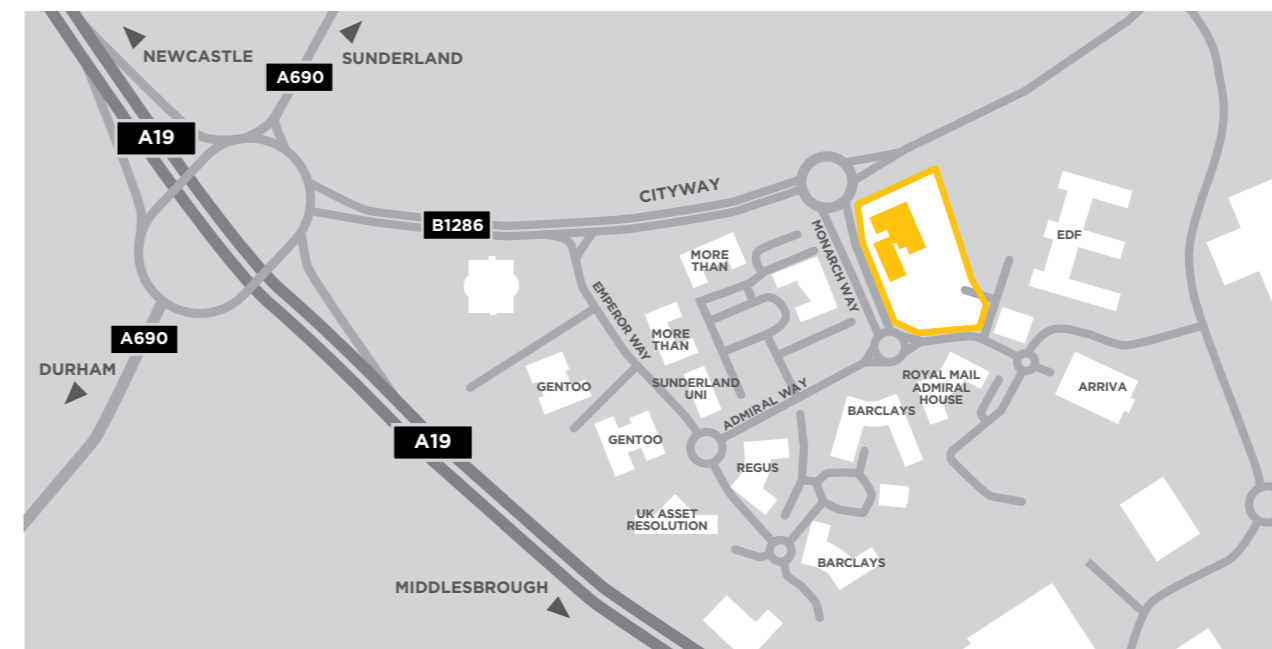 NEWCASTLE
SUNDERLAND
A690
A19
CITYWAY
B1286
MONARCH WAY
EDF
MORE
THAN
EMPEROR WAY
MORE
THAN
A690
DURHAM
GENTOO
SUNDERLAND
UNI
ADMIRAL WAY
ROYAL MAIL
ADMIRAL
HOUSE
ARRIVA
BARCLAYS
A19
GENTOO
REGUS
UK ASSET
RESOLUTION
BARCLAYS
MIDDLESBROUGH